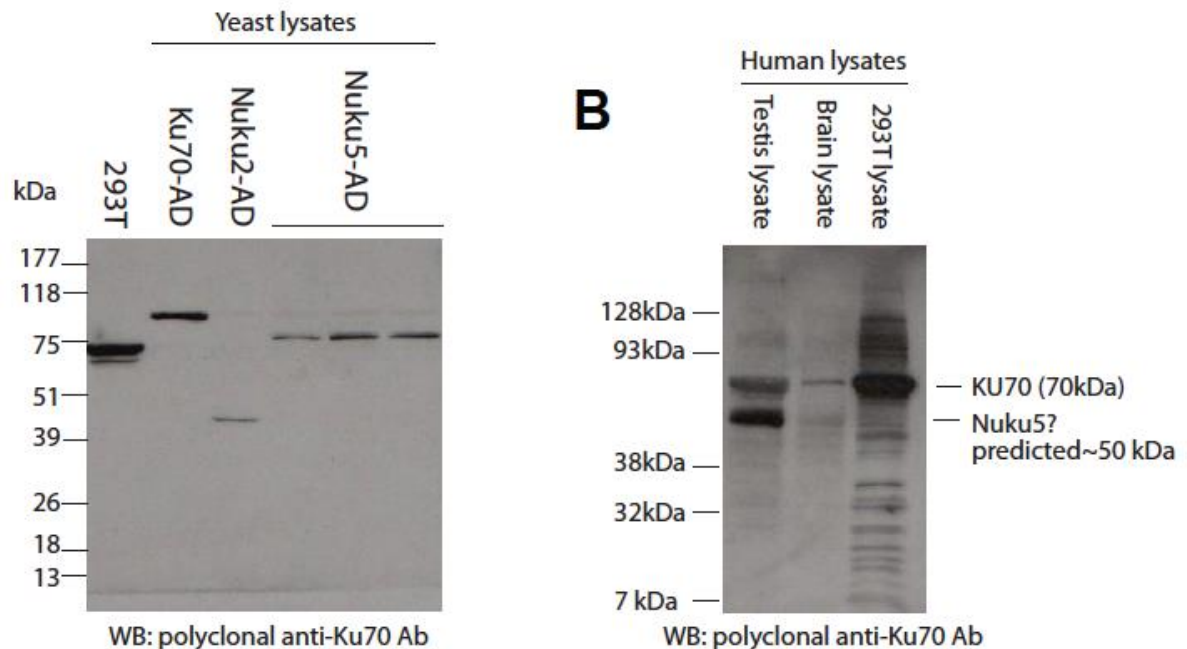 Yeast lysates
kDa
293T
Ku70-AD
Nuku2-AD
Nuku5-AD
177
118
75
51
39
26
18
13
WB: polyclonal anti-Ku70 Ab
B
Human lysates
Testis lysate
Brain lysate
293T lysate
128kDa
93kDa
38kDa
32kDa
7 kDa
KU70 (70kDa)
Nuku5?
predicted~50 kDa
WB: polyclonal anti-Ku70 Ab